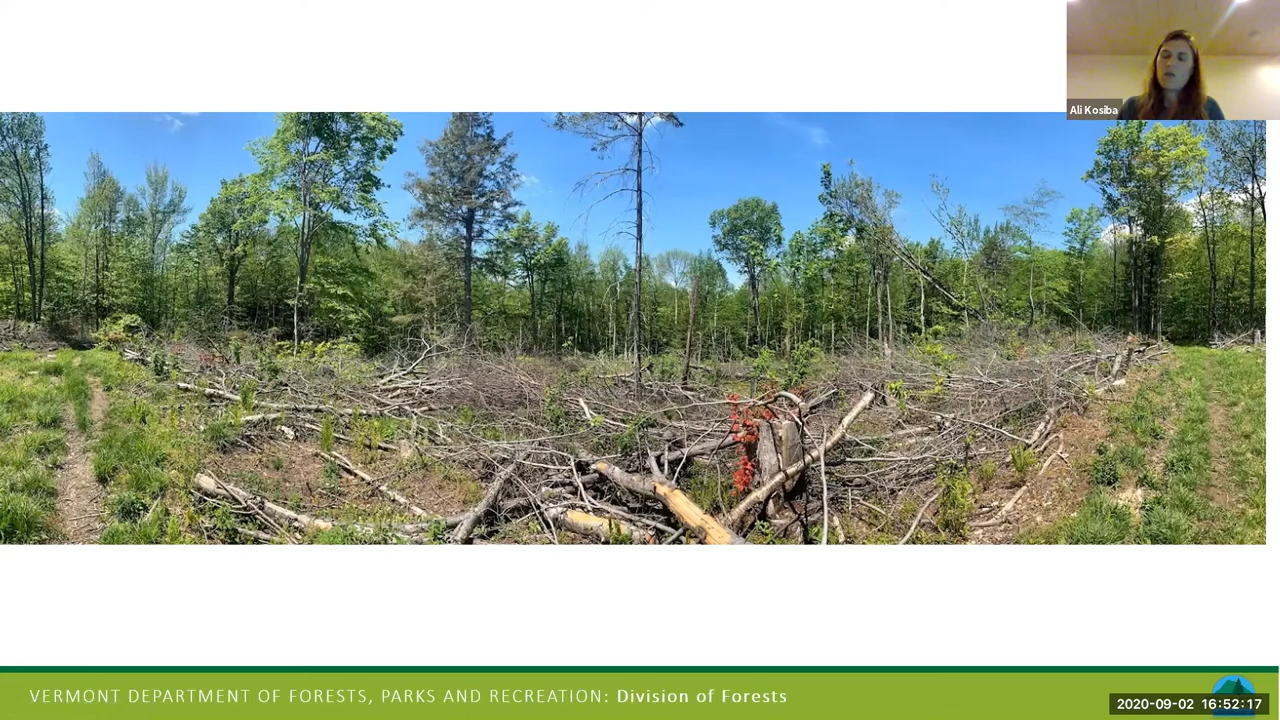 Ali Kosiba
VERMONT DEPARTMENT OF FORESTS, PARKS AND RECREATION: Division of Forests
2020-09-02 16:52:17